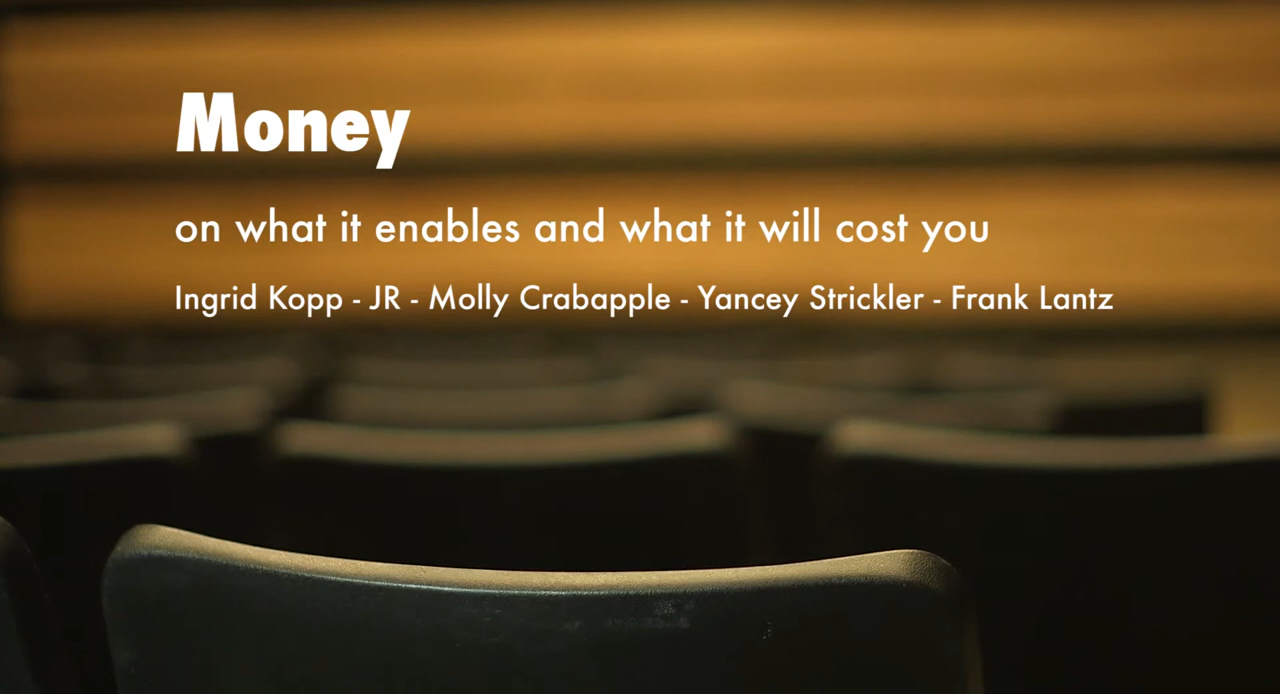 Money
on what it enables and what it will cost you
Ingrid Kopp - JR - Molly Crabapple - Yancey Strickler - Frank Lantz